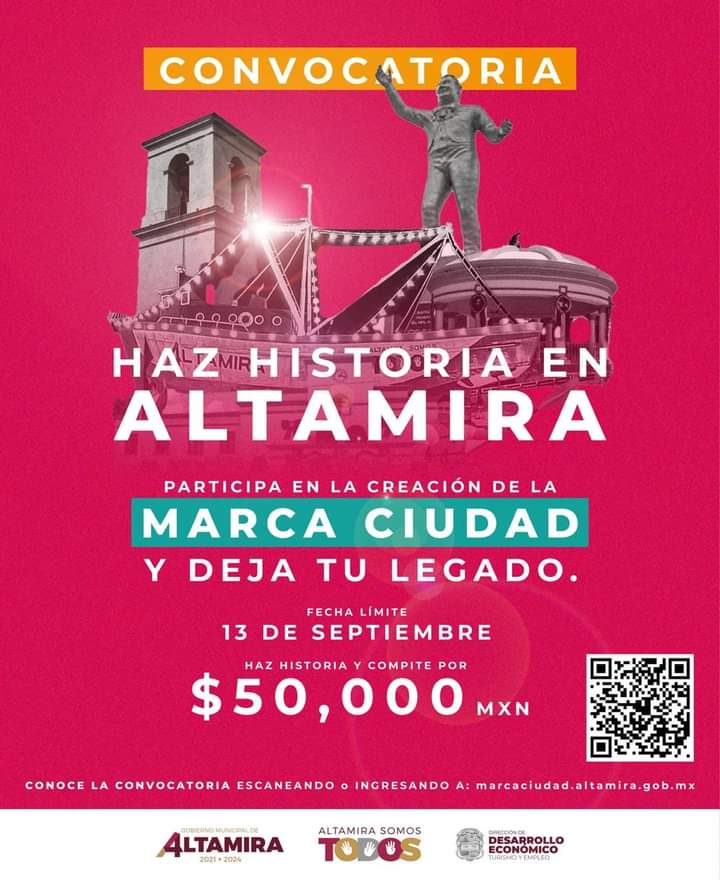 CONVOCATORIA
ALTAMIRA
HAZ HISTORIA EN
ALTAMIRA
PARTICIPA EN LA CREACIÓN DE LA
MARCA CIUDAD
Y DEJA TU LEGADO.
FECHA LÍMITE
13 DE SEPTIEMBRE
HAZ HISTORIA Y COMPITE POR
$50,000 MXN
CONOCE LA CONVOCATORIA ESCANEANDO o INGRESANDO A: marcaciudad.altamira.gob.mx
GOBIERNO MUNICIPAL DE
ALTAMIRA
2021 • 2024
ALTAMIRA SOMOS
TODOS
DIRECCIÓN DE
DESARROLLO
ECONÓMICO
TURISMO Y EMPLEO